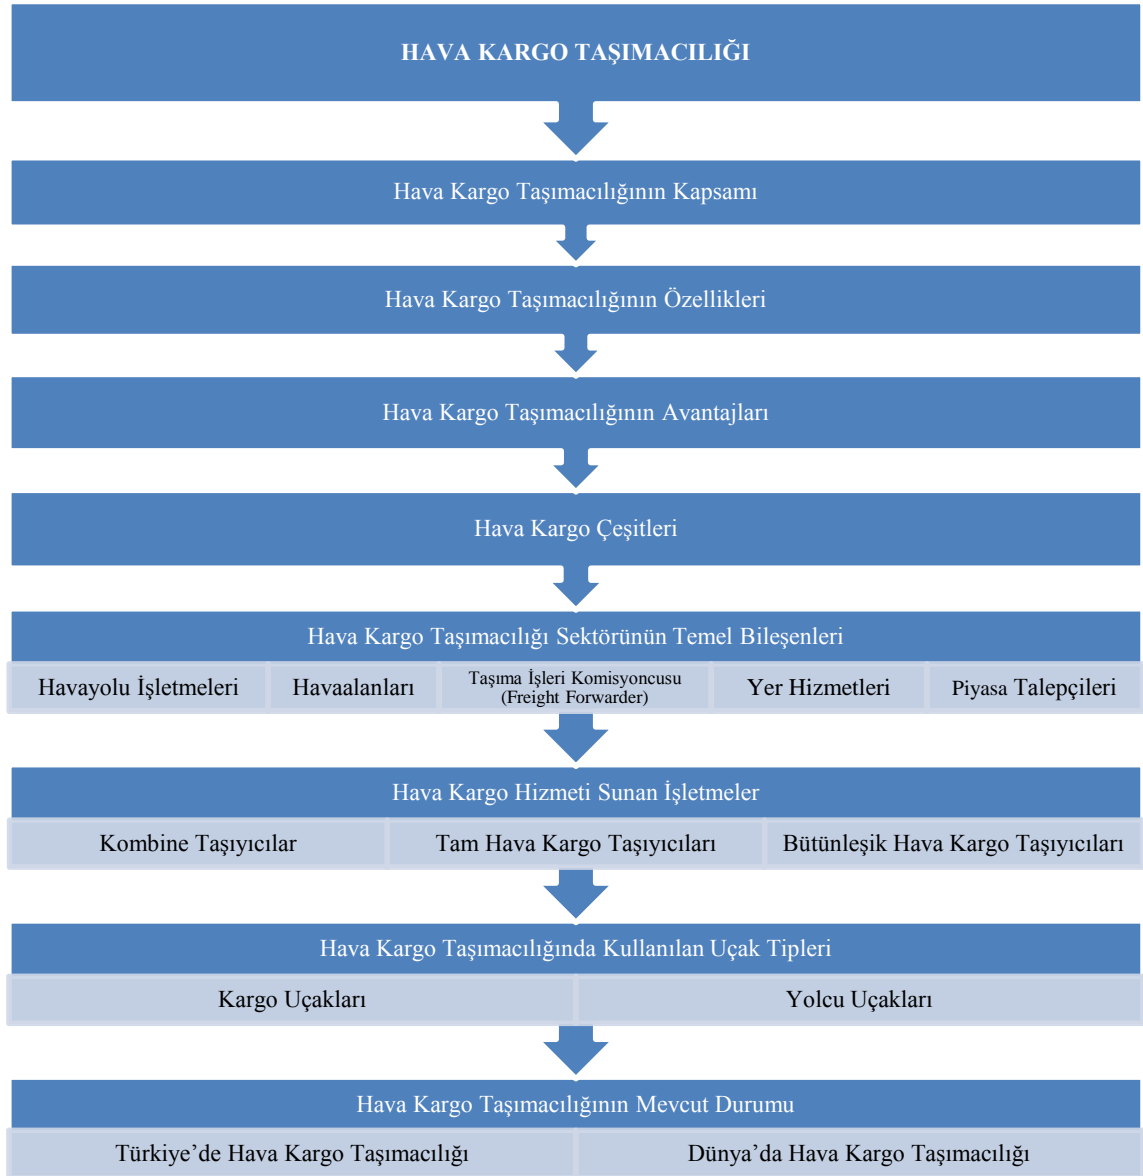 HAVA KARGO TAŞIMACILIĞI
Hava Kargo Taşımacılığının Kapsamı
Hava Kargo Taşımacılığının Özellikleri
Hava Kargo Taşımacılığının Avantajları
Hava Kargo Çeşitleri
Hava Kargo Taşımacılığı Sektörünün Temel Bileşenleri
Havayolu İşletmeleri
Havaalanları
Taşıma İşleri Komisyoncusu
(Freight Forwarder)
Yer Hizmetleri
Piyasa Talepçileri
Hava Kargo Hizmeti Sunan İşletmeler
Kombine Taşıyıcılar
Tam Hava Kargo Taşıyıcıları
Bütünleşik Hava Kargo Taşıyıcıları
Hava Kargo Taşımacılığında Kullanılan Uçak Tipleri
Kargo Uçakları
Yolcu Uçakları
Hava Kargo Taşımacılığının Mevcut Durumu
Türkiye’de Hava Kargo Taşımacılığı
Dünya’da Hava Kargo Taşımacılığı